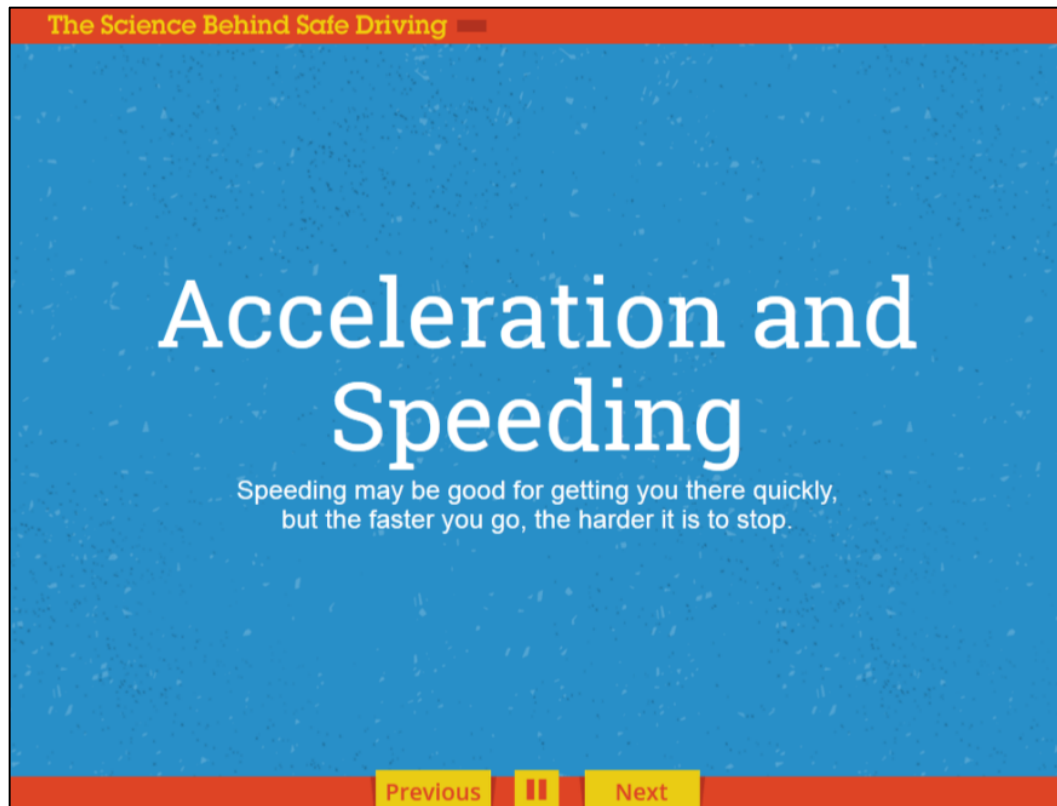 The Science Behind Safe Driving
Acceleration and
Speeding
Speeding may be good for getting you there quickly,
but the faster you go, the harder it is to stop.
Previous
Next